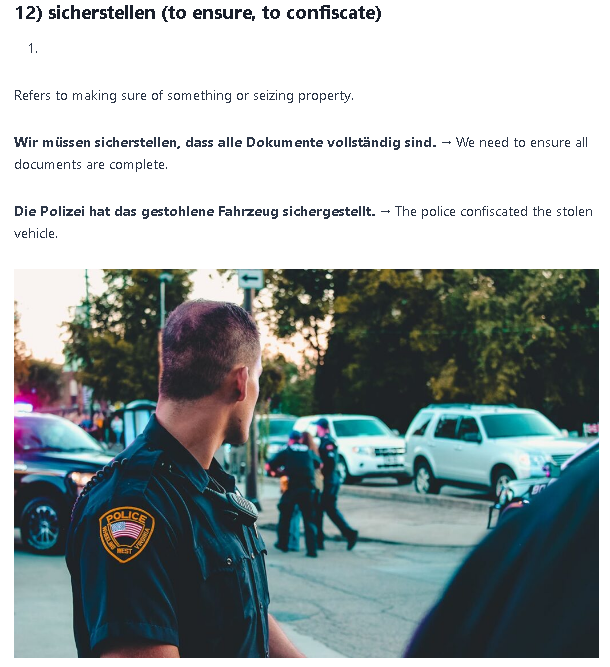 12) sicherstellen (to ensure, to confiscate)
1.
Refers to making sure of something or seizing property.
Wir müssen sicherstellen, dass alle Dokumente vollständig sind. → We need to ensure all
documents are complete.
Die Polizei hat das gestohlene Fahrzeug sichergestellt. → The police confiscated the stolen
vehicle.
POLICE
WHEELING
WEST VIRGINIA